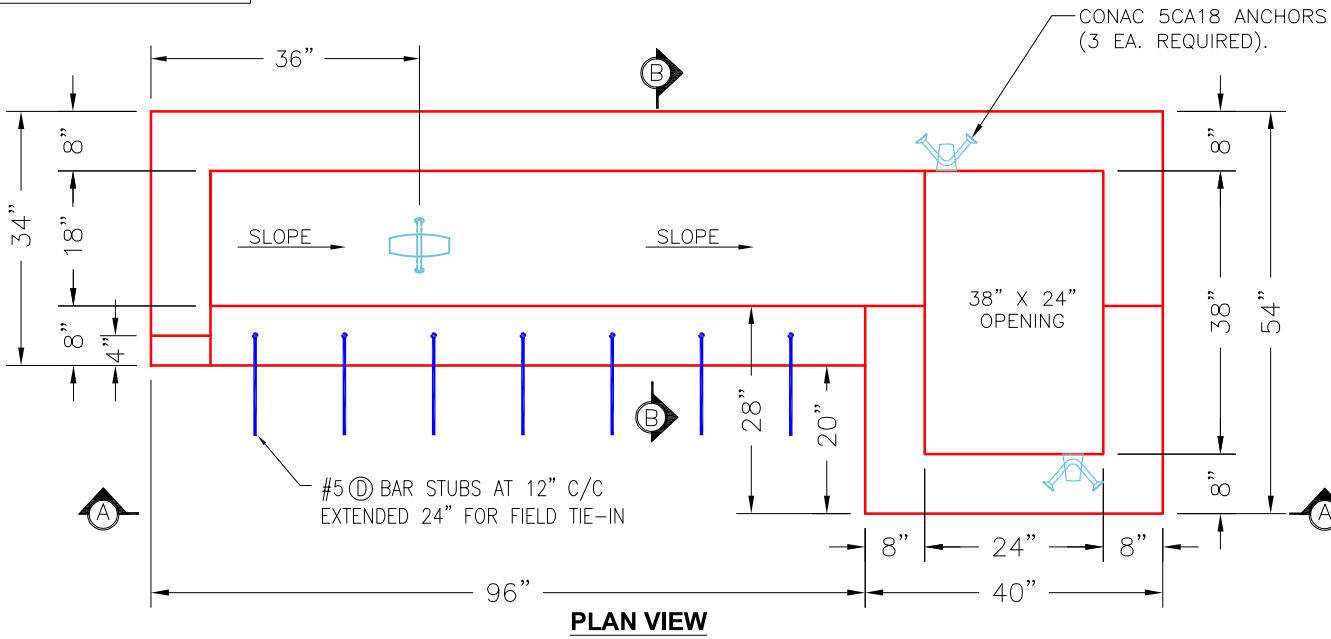 CONAC 5CA18 ANCHORS
(3 EA. REQUIRED).
36"
B
8"
8"
34"
18"
SLOPE
SLOPE
38" X 24"
OPENING
38"
54"
8"
4"
28"
20"
B
8"
#5 D BAR STUBS AT 12" C/C
EXTENDED 24" FOR FIELD TIE-IN
A
A
8"
24"
8"
96"
40"
PLAN VIEW